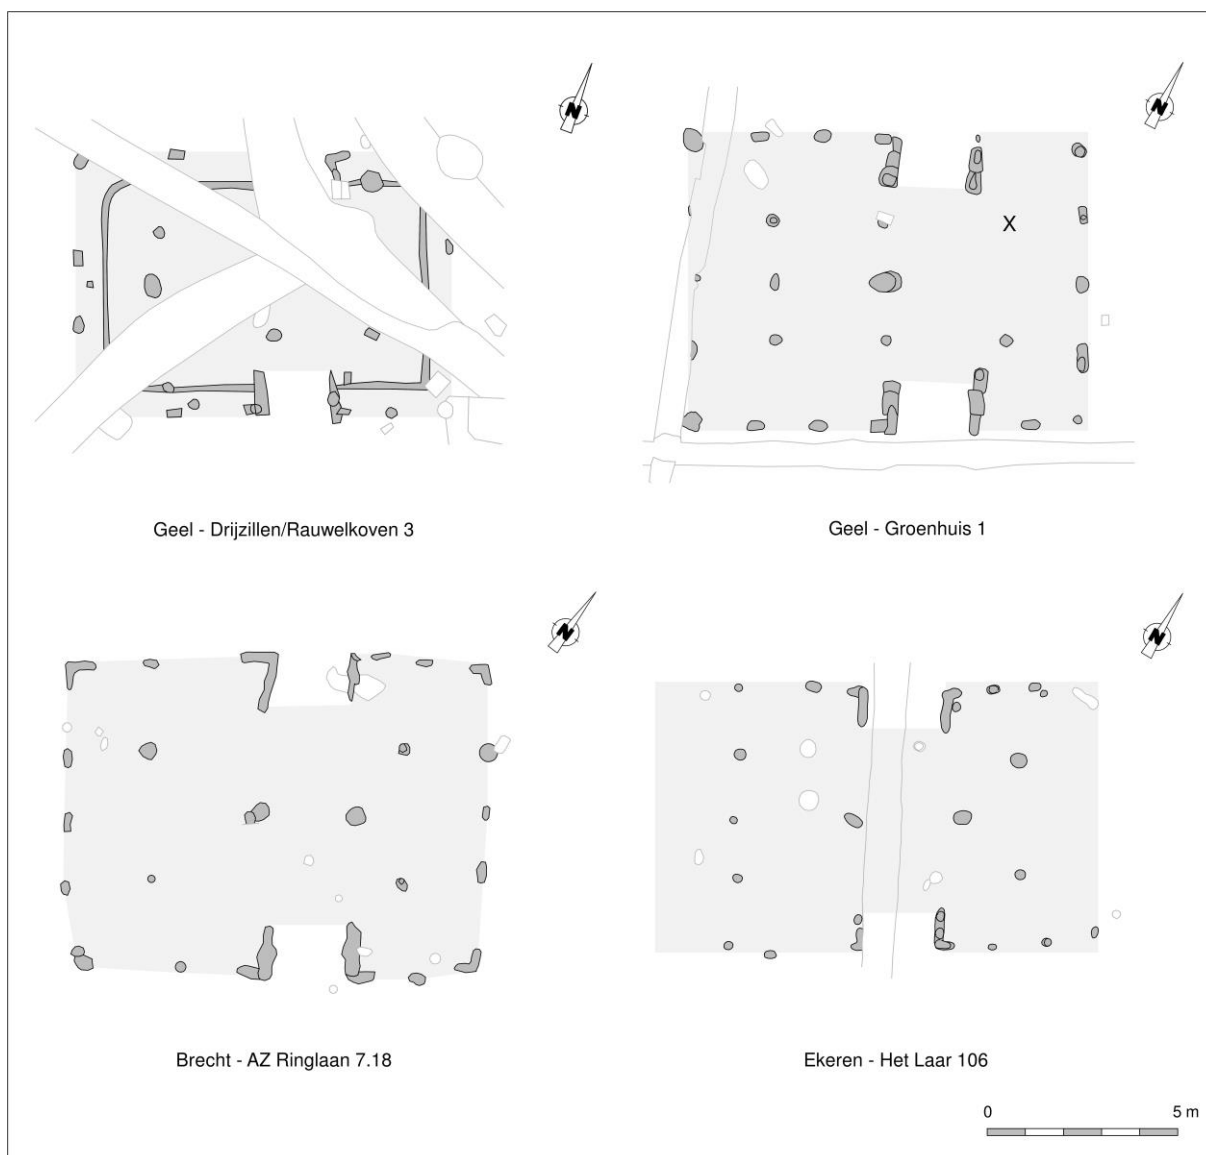 N
N
X
Geel - Drijzillen/Rauwelkoven 3
Geel - Groenhuis 1
N
N
Brecht - AZ Ringlaan 7.18
Ekeren - Het Laar 106
0 5 m